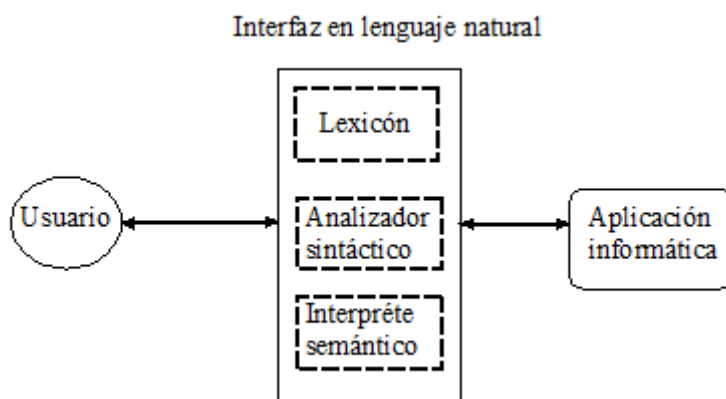 Interfaz en lenguaje natural
Lexicón
Usuario
Analizador
sintáctico
Aplicación
informática
Interpréte
semántico